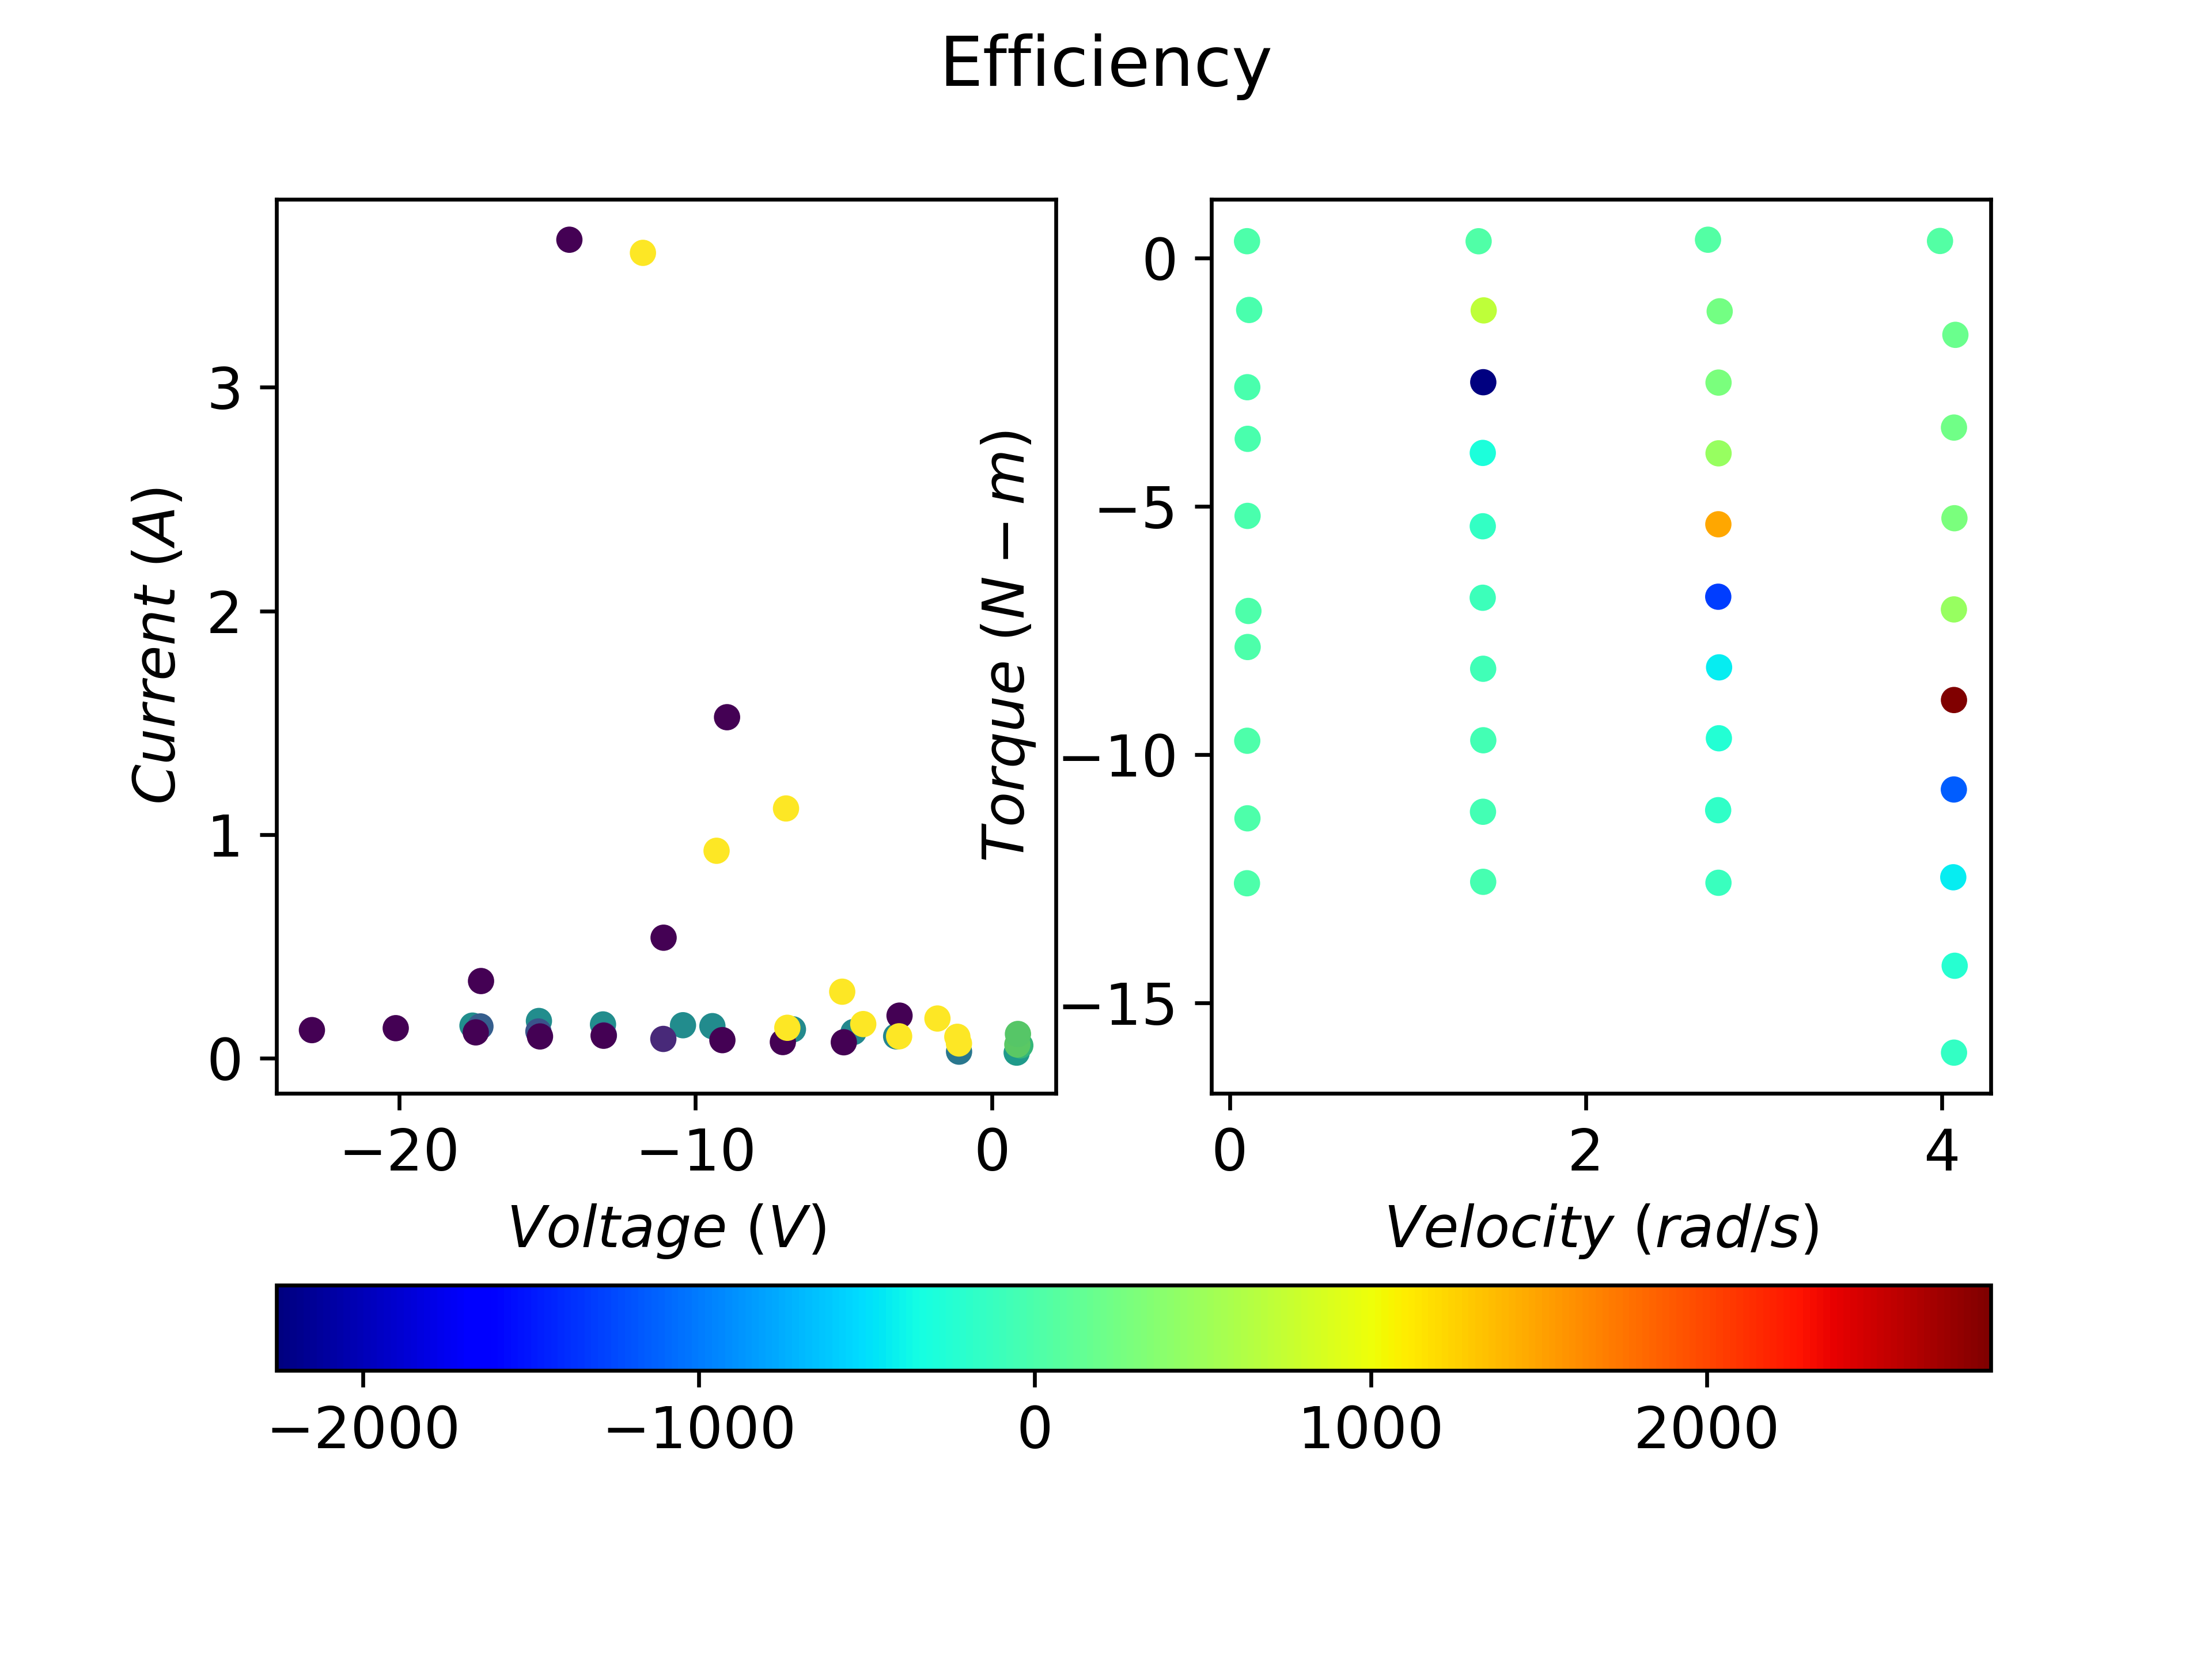 Efficiency
Current (A)
3
2
1
0
−20 −10 0
Voltage (V)
Torque (N − m)
0
−5
−10
−15
0 2 4
Velocity (rad/s)
−2000 −1000 0 1000 2000